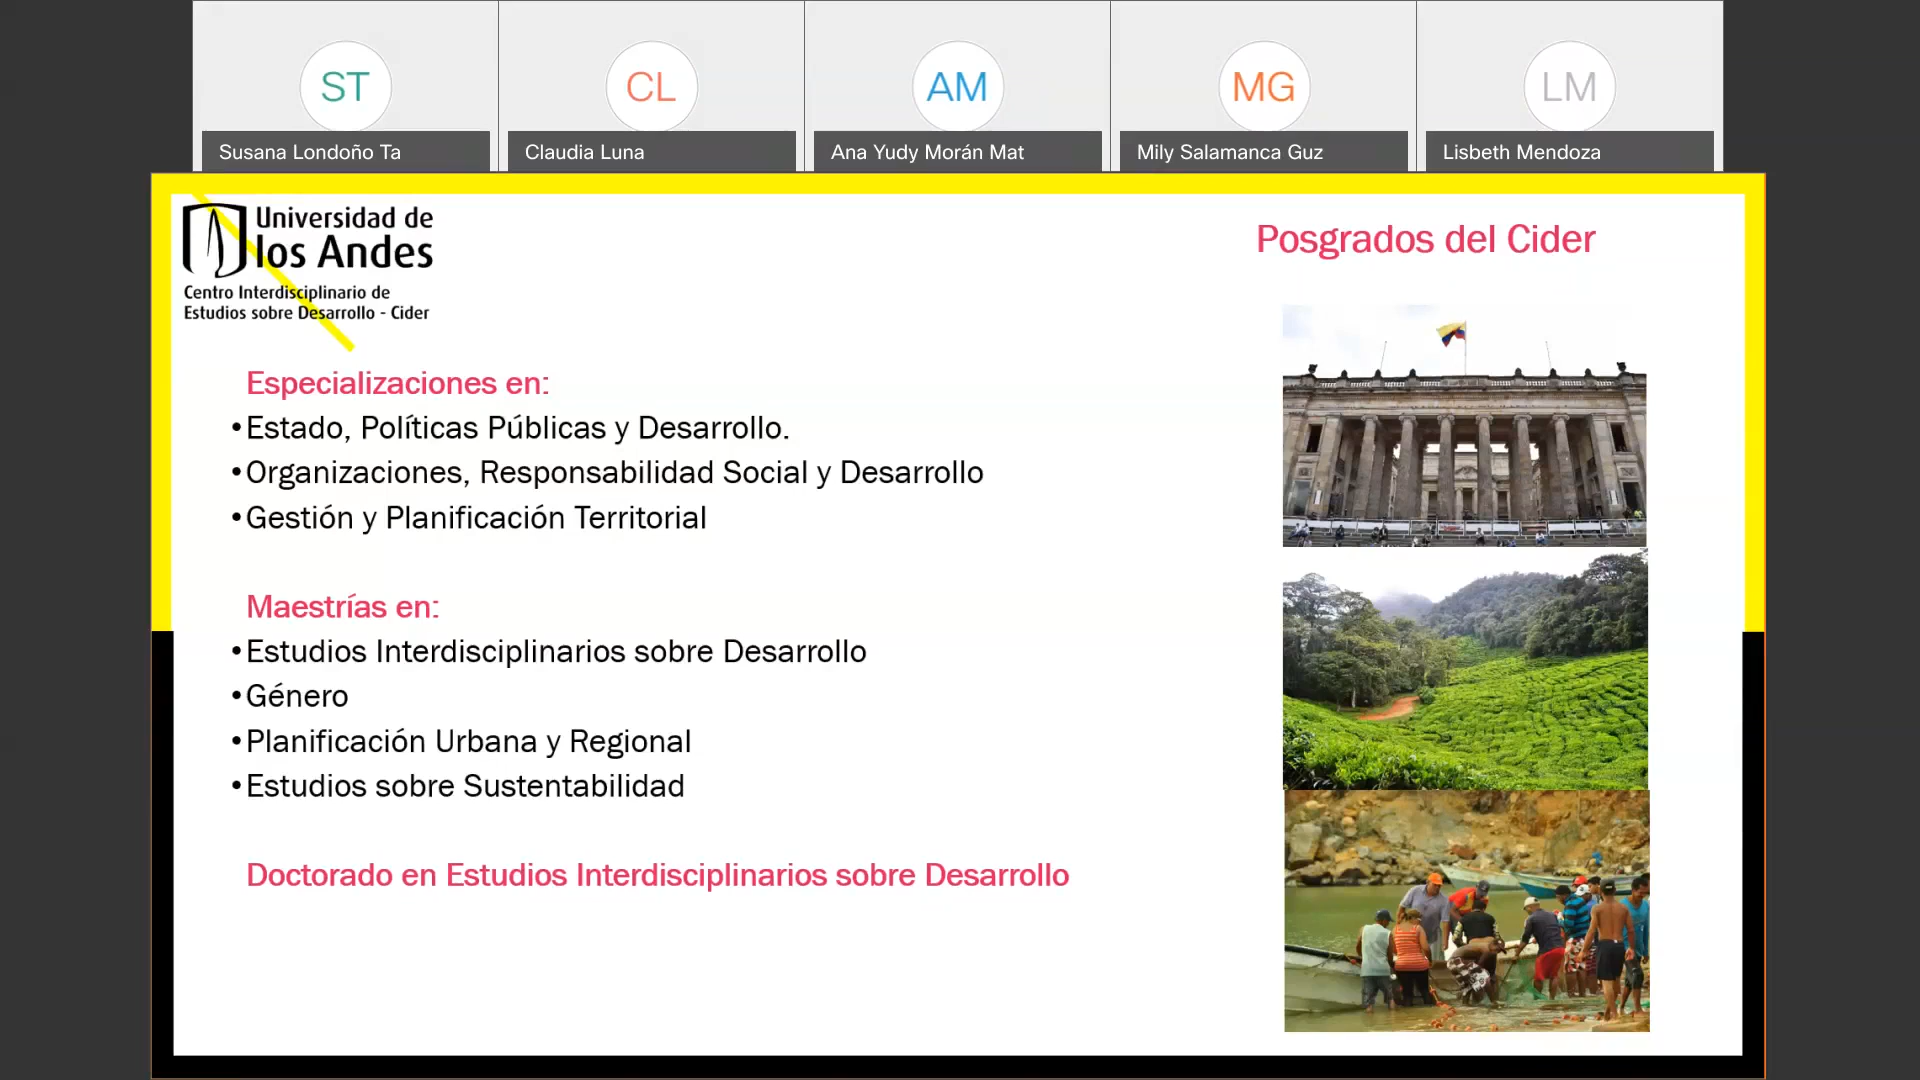 ST
CL
AM
MG
LM
Susana Londoño Ta
Claudia Luna
Ana Yudy Morán Mat
Mily Salamanca Guz
Lisbeth Mendoza
Universidad de
los Andes
Centro Interdisciplinario de
Estudios sobre Desarrollo - Cider
Posgrados del Cider
Especializaciones en:
•Estado, Políticas Públicas y Desarrollo.
•Organizaciones, Responsabilidad Social y Desarrollo
•Gestión y Planificación Territorial
Maestrías en:
•Estudios Interdisciplinarios sobre Desarrollo
•Género
•Planificación Urbana y Regional
•Estudios sobre Sustentabilidad
Doctorado en Estudios Interdisciplinarios sobre Desarrollo